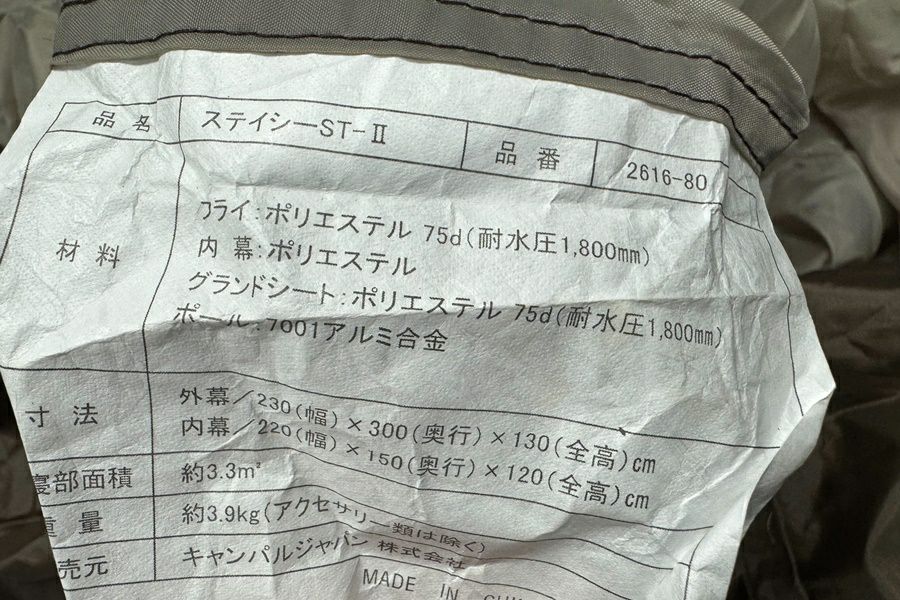 品名 ステイシーST-Ⅱ 品番 2616-80
材料 フライ:ポリエステル 75d(耐水圧1,800mm)
内幕:ポリエステル
グランドシート:ポリエステル 75d(耐水圧1,800mm)
ポール:7001アルミ合金
寸法 外幕/230(幅)×300(奥行)×130(全高)cm
内幕/220(幅)×150(奥行)×120(全高)cm
寝部面積 約3.3㎡
重量 約3.9kg(アクセサリー類は除く)
売元 キャンパルジャパン 株式会社
MADE IN